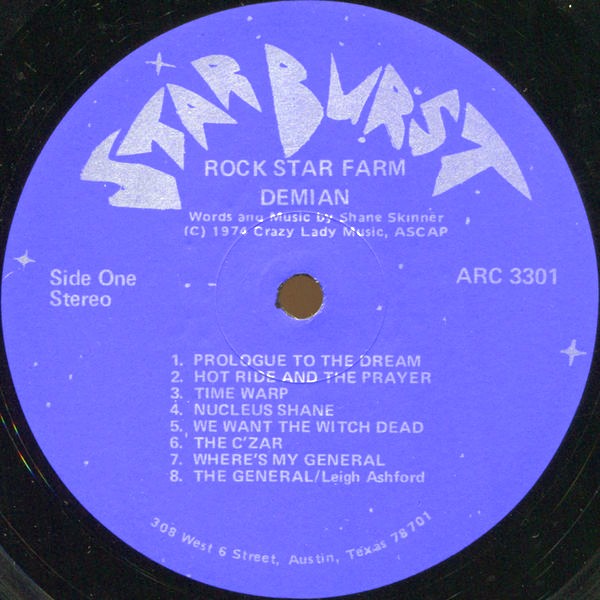 STARBURST
ROCK STAR FARM
DEMIAN
Words and Music by Shane Skinner
(C) 1974 Crazy Lady Music, ASCAP
Side One
Stereo
ARC 3301
1. PROLOGUE TO THE DREAM
2. HOT RIDE AND THE PRAYER
3. TIME WARP
4. NUCLEUS SHANE
5. WE WANT THE WITCH DEAD
6. THE C'ZAR
7. WHERE'S MY GENERAL
8. THE GENERAL/Leigh Ashford
308 West 6 Street, Austin, Texas 78701